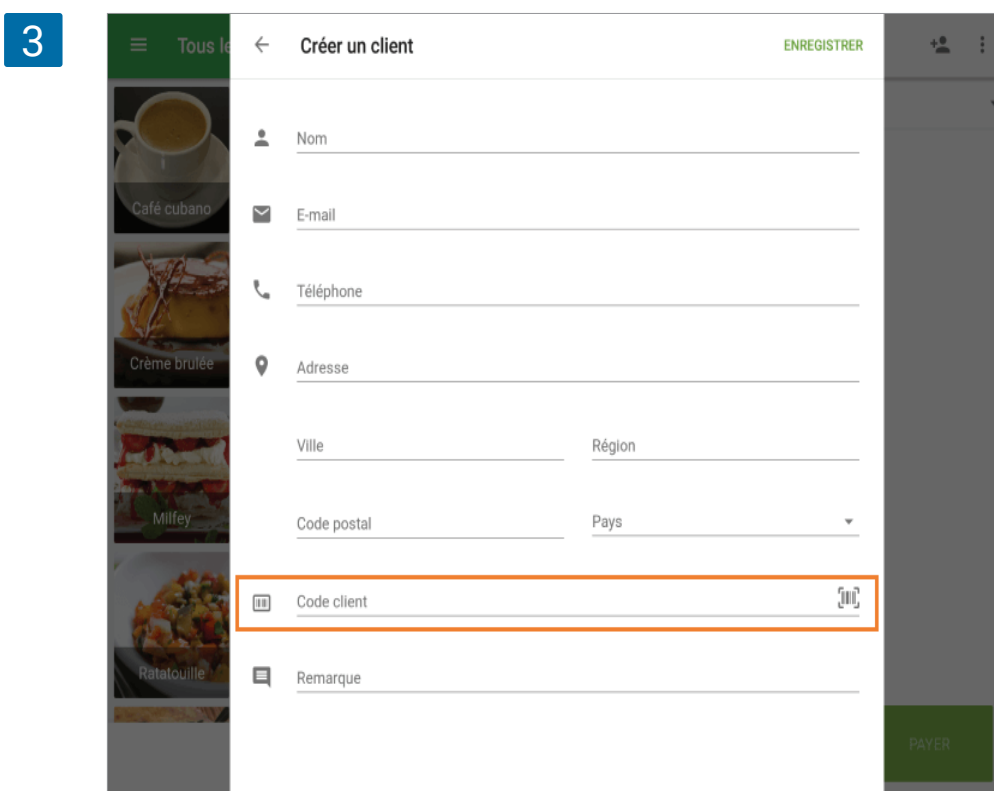 3
Tous le
Créer un client
ENREGISTRER
Nom
Café cubano
E-mail
Téléphone
Crème brulée
Adresse
Ville
Région
Milfey
Code postal
Pays
Code client
Ratatouille
Remarque
PAYER